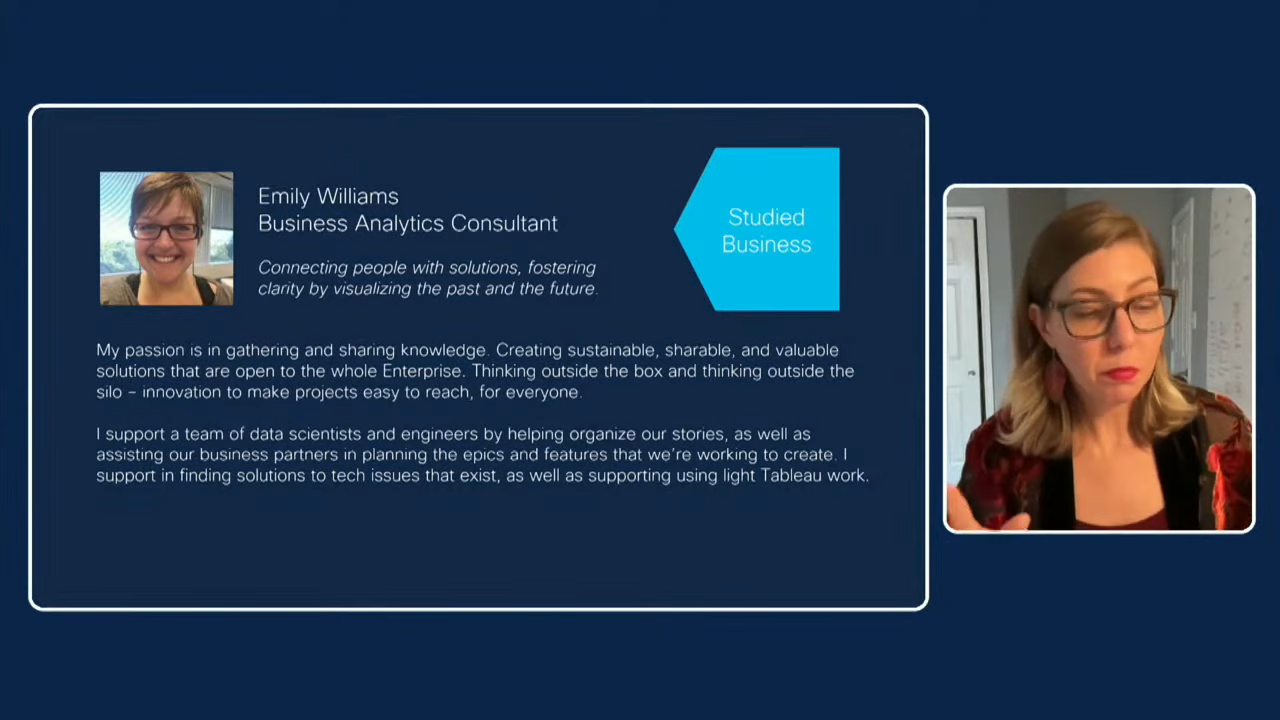 Emily Williams
Business Analytics Consultant
Connecting people with solutions, fostering
clarity by visualizing the past and the future.
Studied
Business
My passion is in gathering and sharing knowledge. Creating sustainable, sharable, and valuable
solutions that are open to the whole Enterprise. Thinking outside the box and thinking outside the
silo – innovation to make projects easy to reach, for everyone.
I support a team of data scientists and engineers by helping organize our stories, as well as
assisting our business partners in planning the epics and features that we're working to create. I
support in finding solutions to tech issues that exist, as well as supporting using light Tableau work.